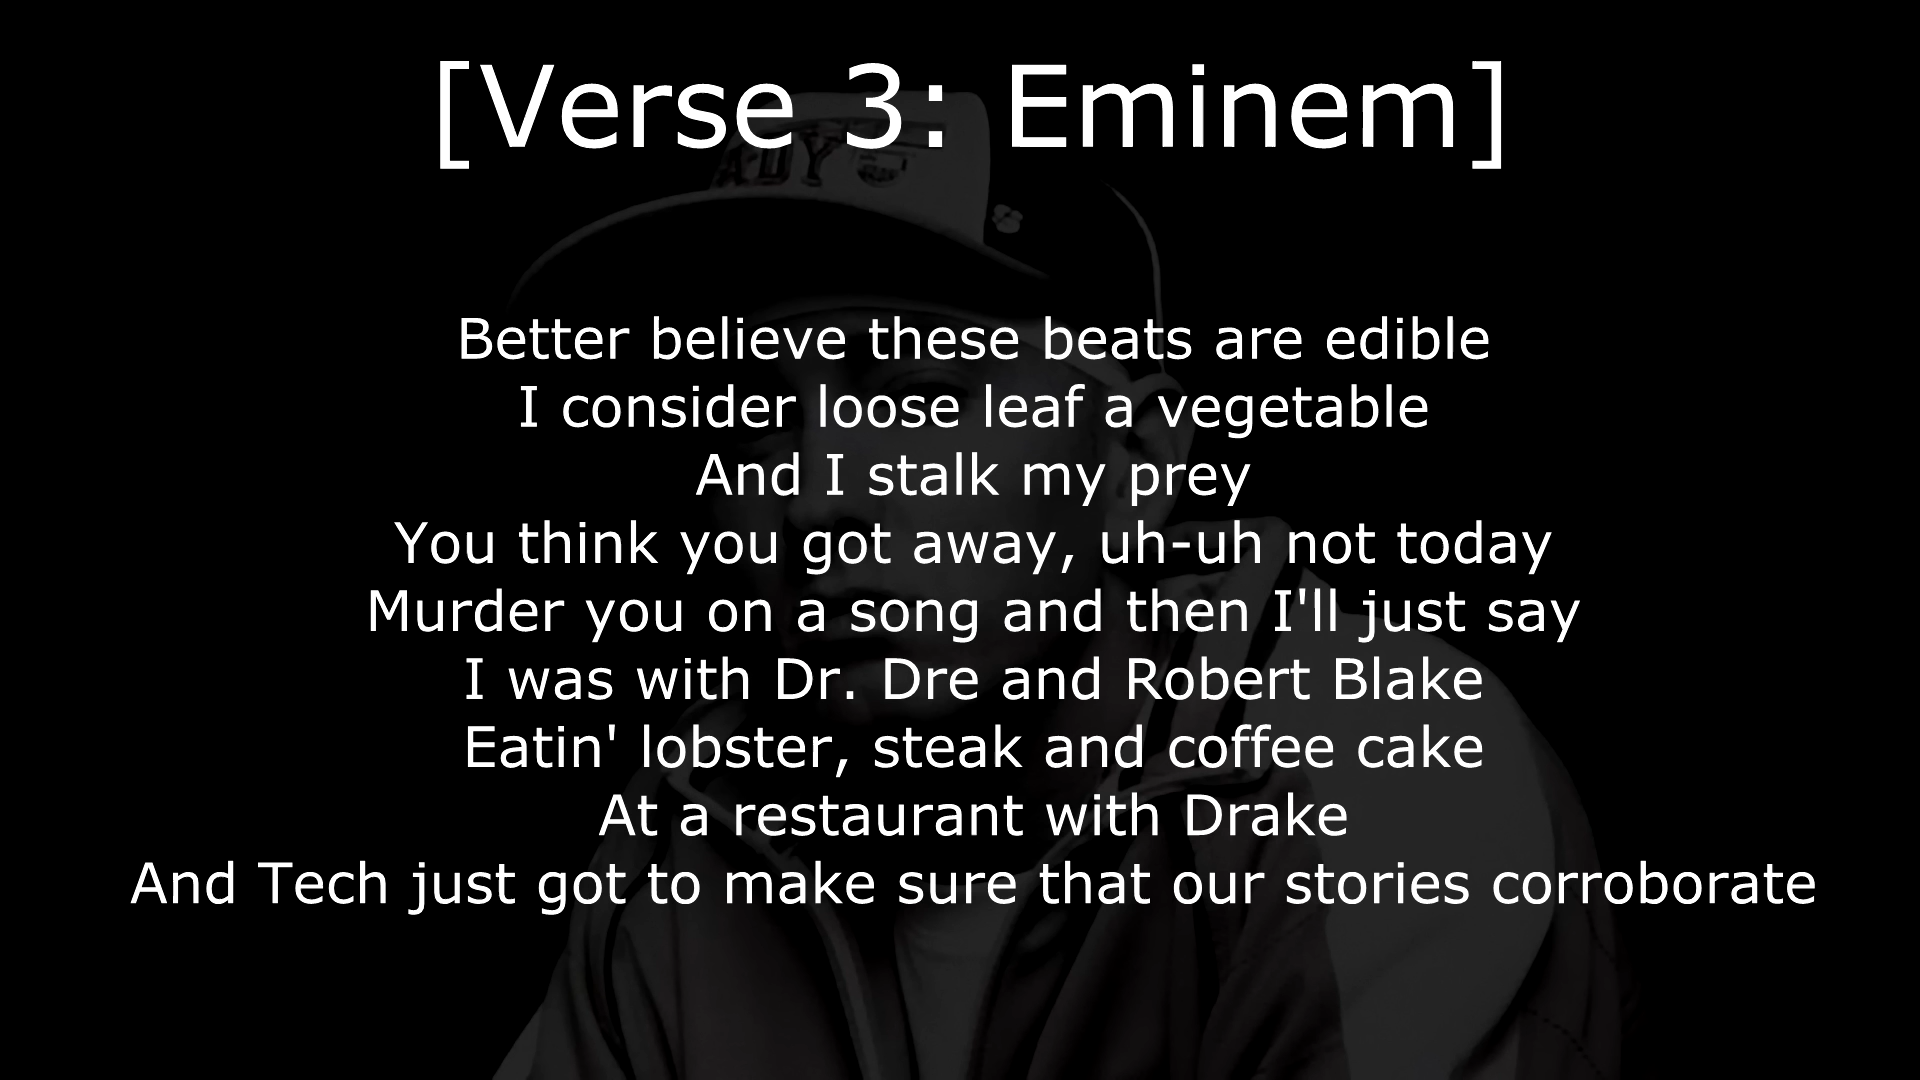 [Verse 3: Eminem]
Better believe these beats are edible
I consider loose leaf a vegetable
And I stalk my prey
You think you got away, uh-uh not today
Murder you on a song and then I'll just say
I was with Dr. Dre and Robert Blake
Eatin' lobster, steak and coffee cake
At a restaurant with Drake
And Tech just got to make sure that our stories corroborate